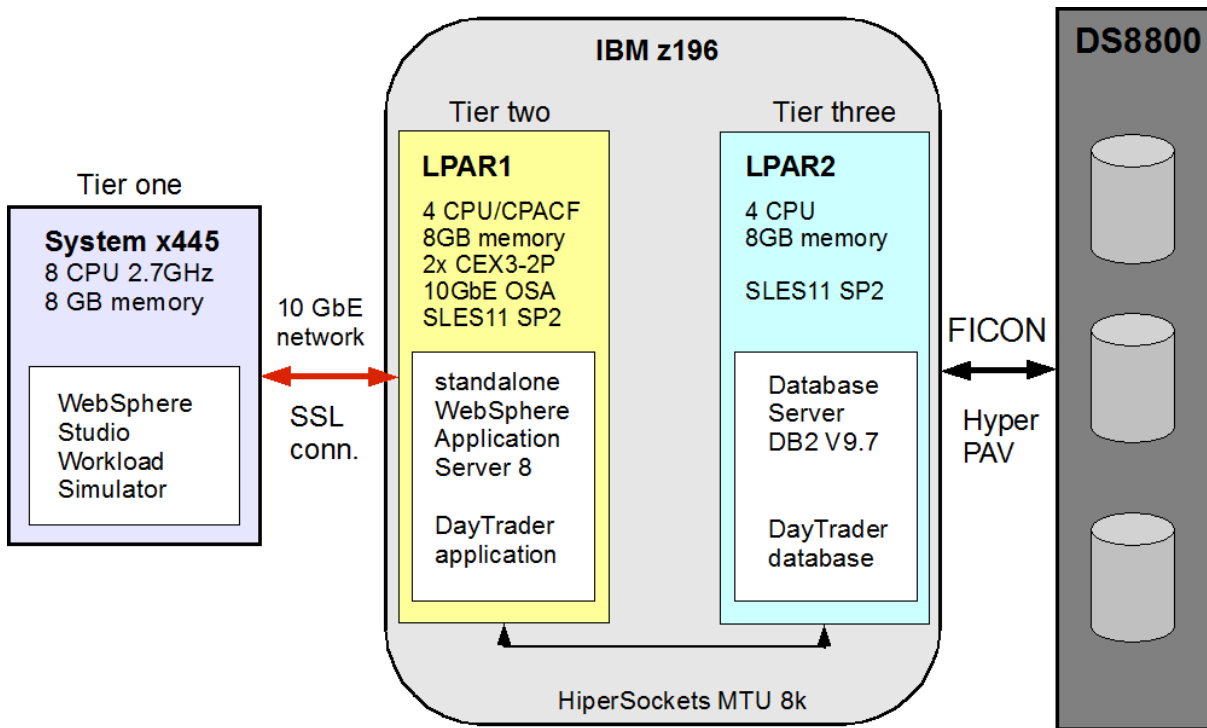 Tier one
System x445
8 CPU 2.7GHz
8 GB memory
WebSphere
Studio
Workload
Simulator
10 GbE
network
SSL
conn.
IBM z196
Tier two
LPAR1
4 CPU/CPACF
8GB memory
2x CEX3-2P
10GbE OSA
SLES11 SP2
standalone
WebSphere
Application
Server 8
DayTrader
application
Tier three
LPAR2
4 CPU
8GB memory
SLES11 SP2
Database
Server
DB2 V9.7
DayTrader
database
HiperSockets MTU 8k
FICON
Hyper
PAV
DS8800